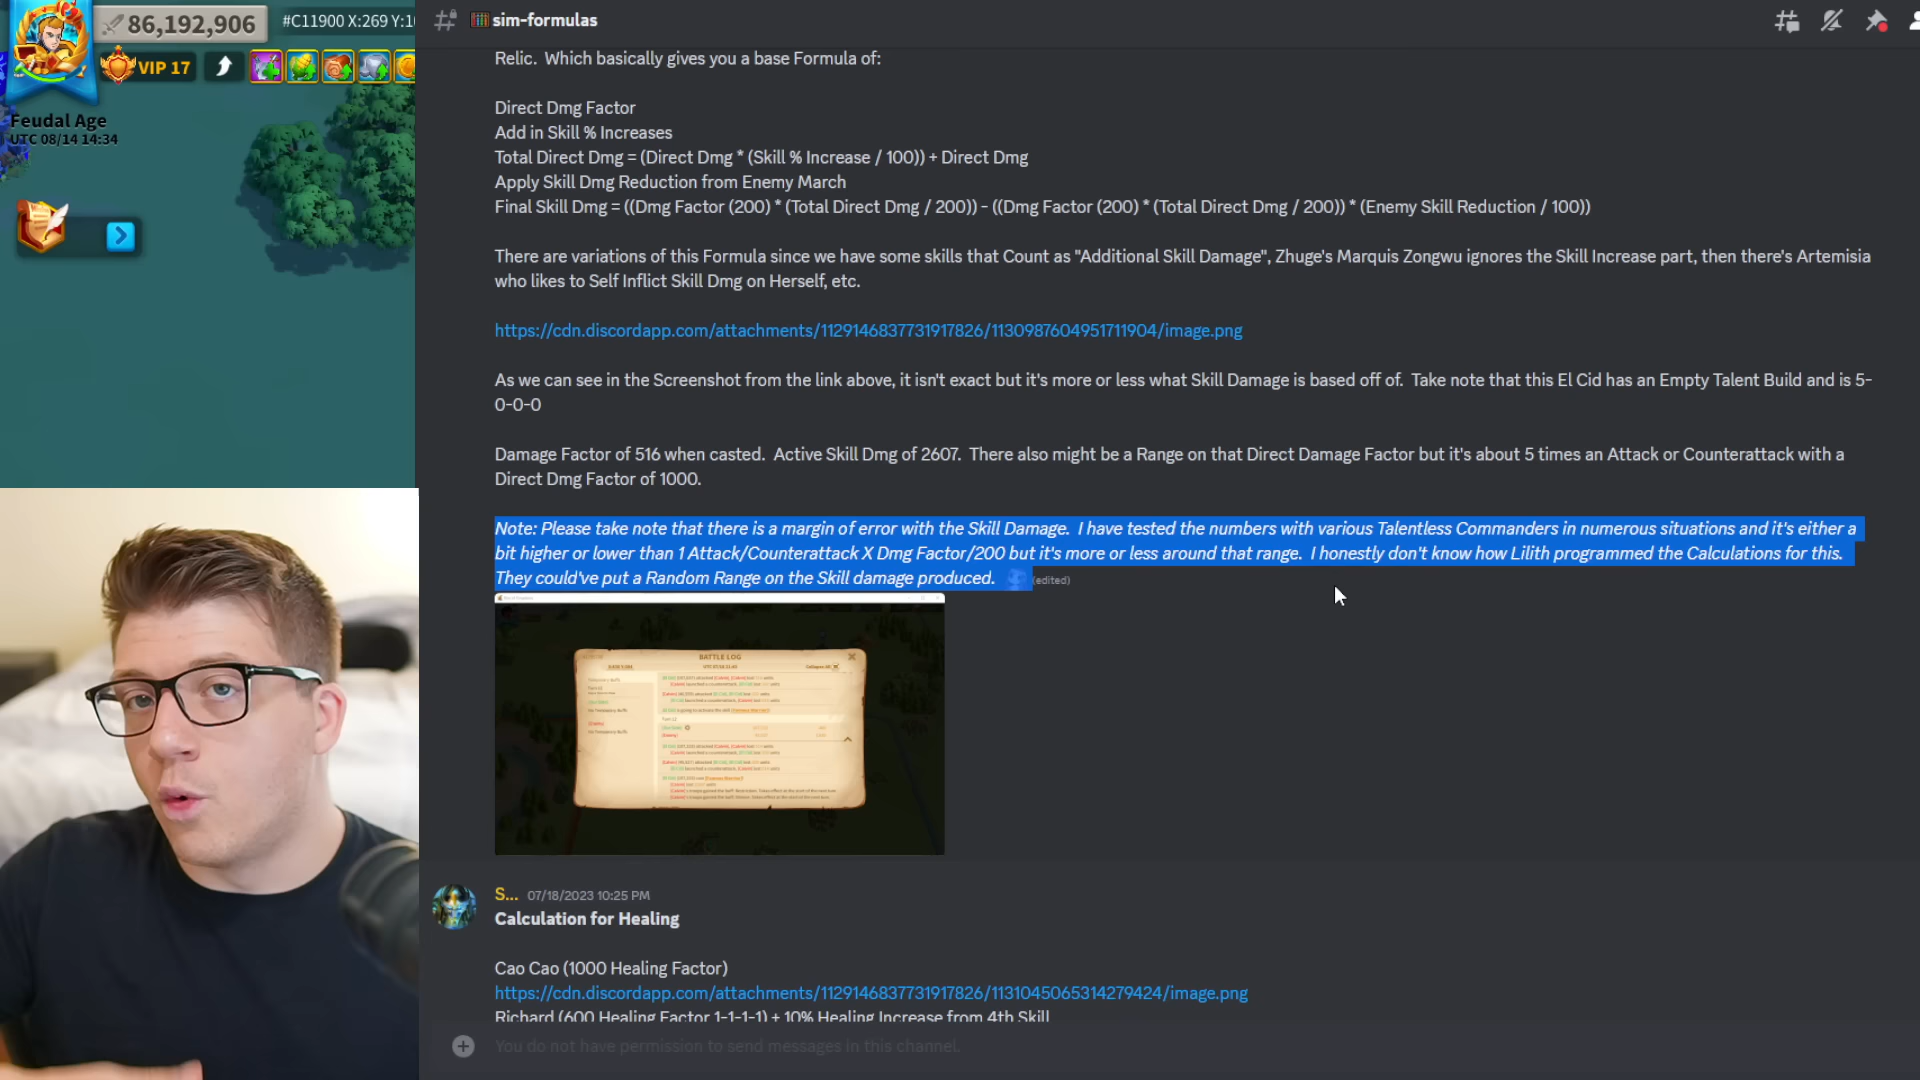 86,192,906
#C11900 X:269 Y:1
VIP 17
Feudal Age
UTC 08/14 14:34
sim-formulas
Relic. Which basically gives you a base Formula of:
Direct Dmg Factor
Add in Skill % Increases
Total Direct Dmg = (Direct Dmg * (Skill % Increase / 100)) + Direct Dmg
Apply Skill Dmg Reduction from Enemy March
Final Skill Dmg = ((Dmg Factor (200) * (Total Direct Dmg / 200)) - ((Dmg Factor (200) * (Total Direct Dmg / 200)) * (Enemy Skill Reduction / 100))
There are variations of this Formula since we have some skills that Count as "Additional Skill Damage", Zhuge's Marquis Zongwu ignores the Skill Increase part, then there's Artemisia
who likes to Self Inflict Skill Dmg on Herself, etc.
https://cdn.discordapp.com/attachments/1129146837731917826/1130987604951711904/image.png
As we can see in the Screenshot from the link above, it isn't exact but it's more or less what Skill Damage is based off of. Take note that this El Cid has an Empty Talent Build and is 5-
0-0-0
Damage Factor of 516 when casted. Active Skill Dmg of 2607. There also might be a Range on that Direct Damage Factor but it's about 5 times an Attack or Counterattack with a
Direct Dmg Factor of 1000.
Note: Please take note that there is a margin of error with the Skill Damage. I have tested the numbers with various Talentless Commanders in numerous situations and it's either a
bit higher or lower than 1 Attack/Counterattack X Dmg Factor/200 but it's more or less around that range. I honestly don't know how Lilith programmed the Calculations for this.
They could've put a Random Range on the Skill damage produced. (edited)
BATTLE LOG
S... 07/18/2023 10:25 PM
Calculation for Healing
Cao Cao (1000 Healing Factor)
https://cdn.discordapp.com/attachments/1129146837731917826/1131045065314279424/image.png
Richard (600 Healing Factor 1-1-1-1) + 10% Healing Increase from 4th Skill
You do not have permission to send messages in this channel.